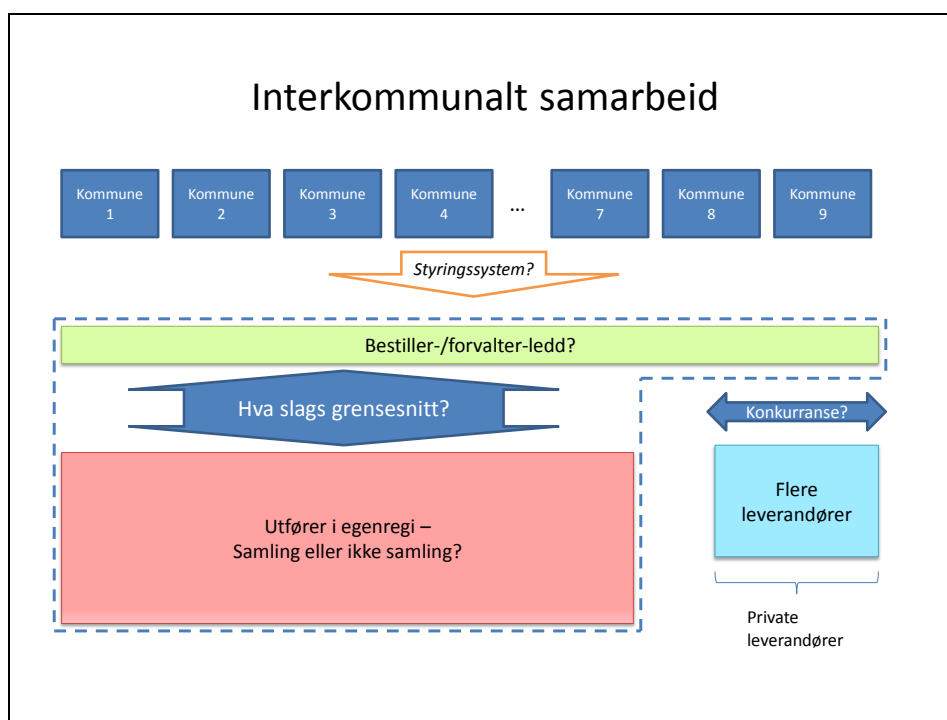 Interkommunalt samarbeid
Kommune
1
Kommune
2
Kommune
3
Kommune
4
...
Kommune
7
Kommune
8
Kommune
9
Styringssystem?
Bestiller-/forvalter-ledd?
Hva slags grensesnitt?
Konkurranse?
Utfører i egenregi –
Samling eller ikke samling?
Flere
leverandører
Private
leverandører